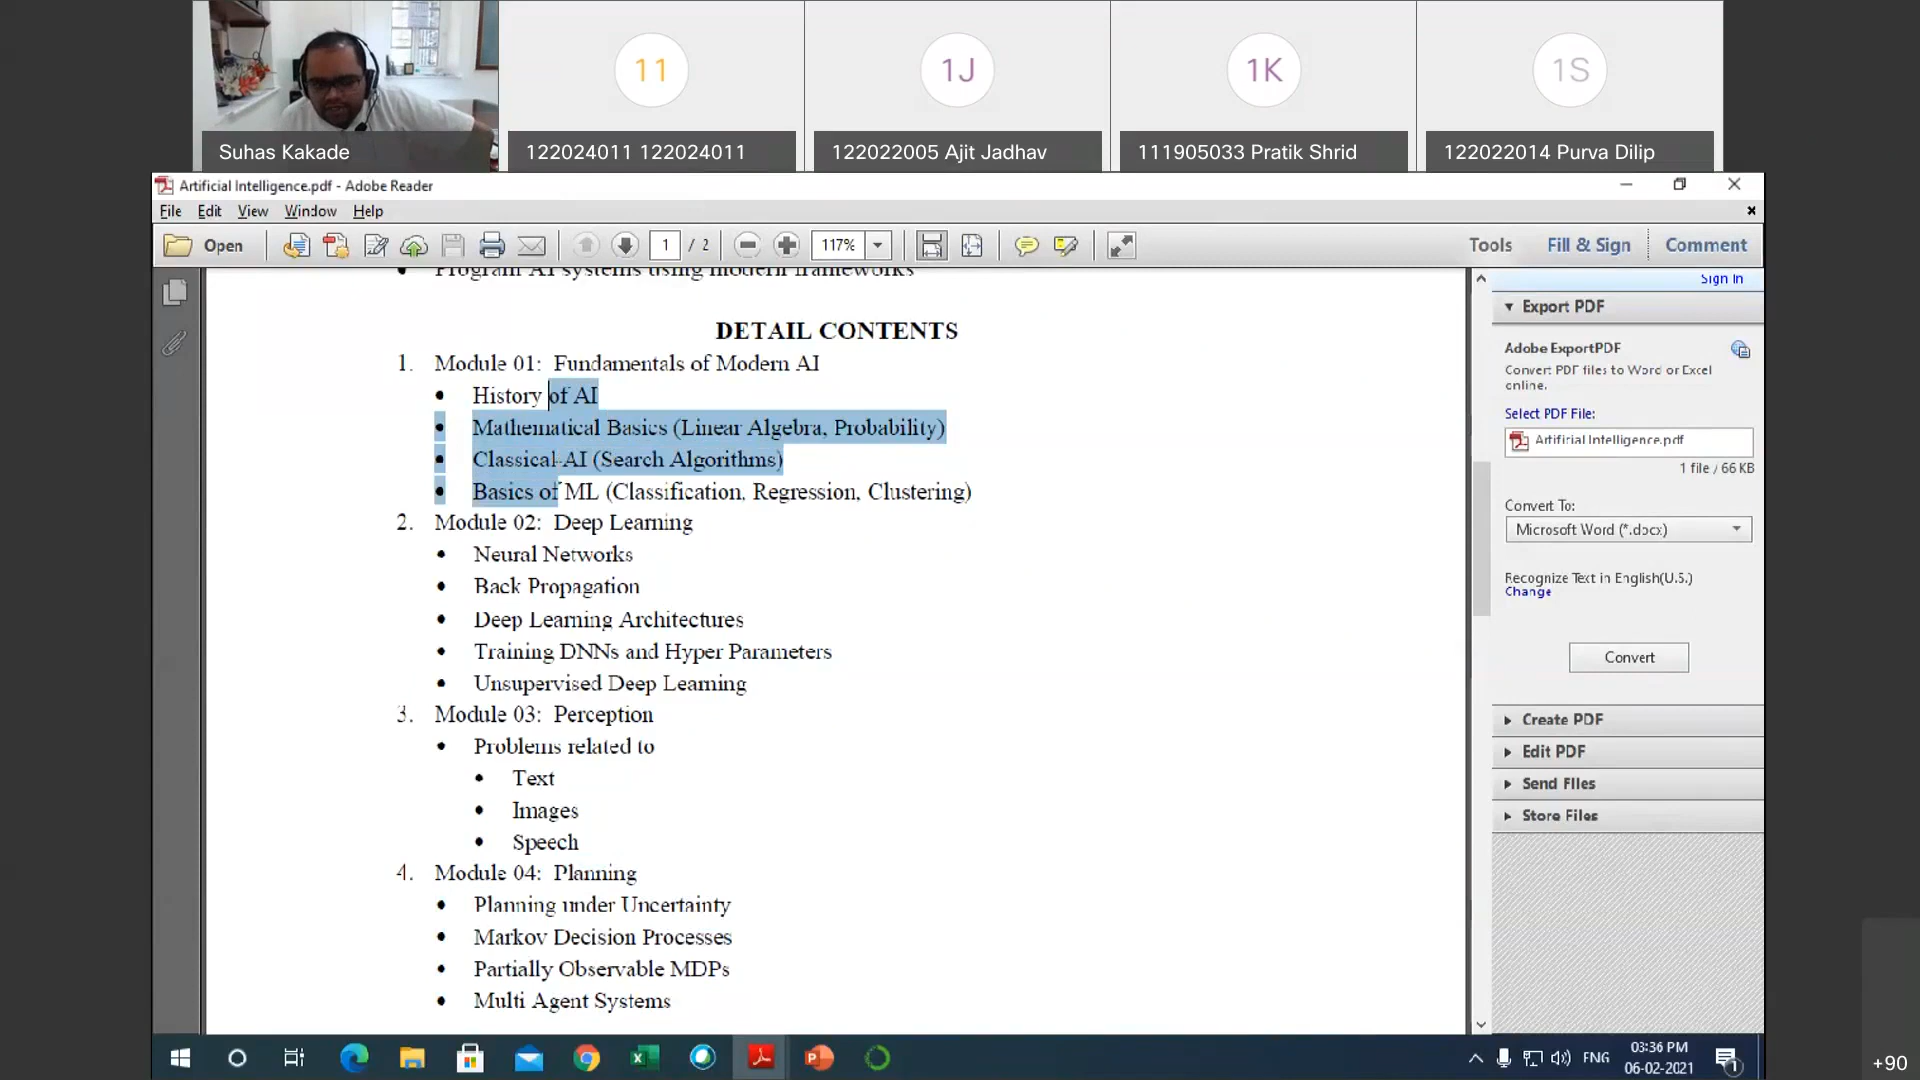 11
1J
1K
1S
Suhas Kakade
122024011 122024011
122022005 Ajit Jadhav
111905033 Pratik Shrid
122022014 Purva Dilip
Artificial Intelligence.pdf - Adobe Reader
File Edit View Window Help
Open
1 / 2
117%
Tools
Fill & Sign
Comment
Program AI systems using modern frameworks
DETAIL CONTENTS
1. Module 01: Fundamentals of Modern AI
• History of AI
• Mathematical Basics (Linear Algebra, Probability)
• Classical AI (Search Algorithms)
• Basics of ML (Classification, Regression, Clustering)
2. Module 02: Deep Learning
• Neural Networks
• Back Propagation
• Deep Learning Architectures
• Training DNNs and Hyper Parameters
• Unsupervised Deep Learning
3. Module 03: Perception
• Problems related to
• Text
• Images
• Speech
4. Module 04: Planning
• Planning under Uncertainty
• Markov Decision Processes
• Partially Observable MDPs
• Multi Agent Systems
Sign In
Export PDF
Adobe ExportPDF
Convert PDF files to Word or Excel
online.
Select PDF File:
Artificial Intelligence.pdf
1 file / 66 KB
Convert To:
Microsoft Word (*.docx)
Recognize Text in English(U.S.)
Change
Convert
Create PDF
Edit PDF
Send Files
Store Files
ENG
03:36 PM
06-02-2021
1
+90